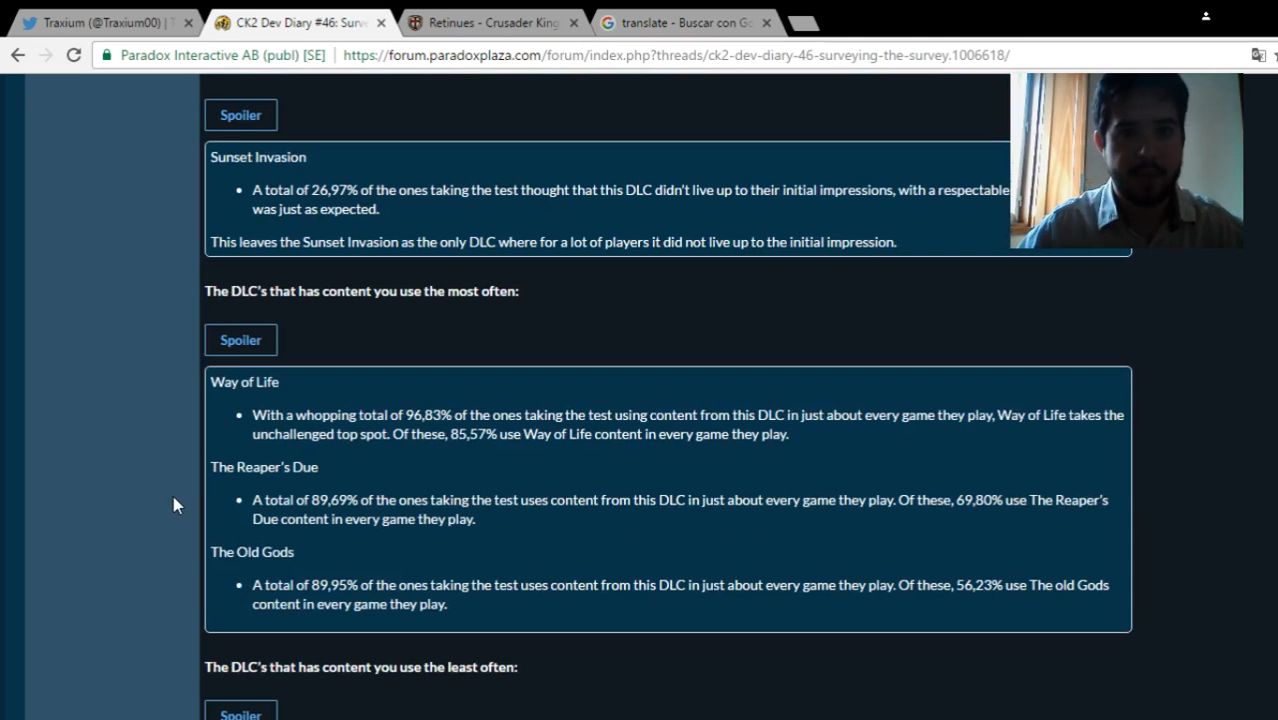 Traxium (@Traxium00) | T
CK2 Dev Diary #46: Surv
Retinues - Crusader King
translate - Buscar con Go
Paradox Interactive AB (publ) [SE]
https://forum.paradoxplaza.com/forum/index.php?threads/ck2-dev-diary-46-surveying-the-survey.1006618/
Spoiler
Sunset Invasion
• A total of 26,97% of the ones taking the test thought that this DLC didn't live up to their initial impressions, with a respectable
was just as expected.
This leaves the Sunset Invasion as the only DLC where for a lot of players it did not live up to the initial impression.
The DLC's that has content you use the most often:
Spoiler
Way of Life
• With a whopping total of 96,83% of the ones taking the test using content from this DLC in just about every game they play, Way of Life takes the
unchallenged top spot. Of these, 85,57% use Way of Life content in every game they play.
The Reaper's Due
• A total of 89,69% of the ones taking the test uses content from this DLC in just about every game they play. Of these, 69,80% use The Reaper's
Due content in every game they play.
The Old Gods
• A total of 89,95% of the ones taking the test uses content from this DLC in just about every game they play. Of these, 56,23% use The old Gods
content in every game they play.
The DLC's that has content you use the least often:
Spoiler